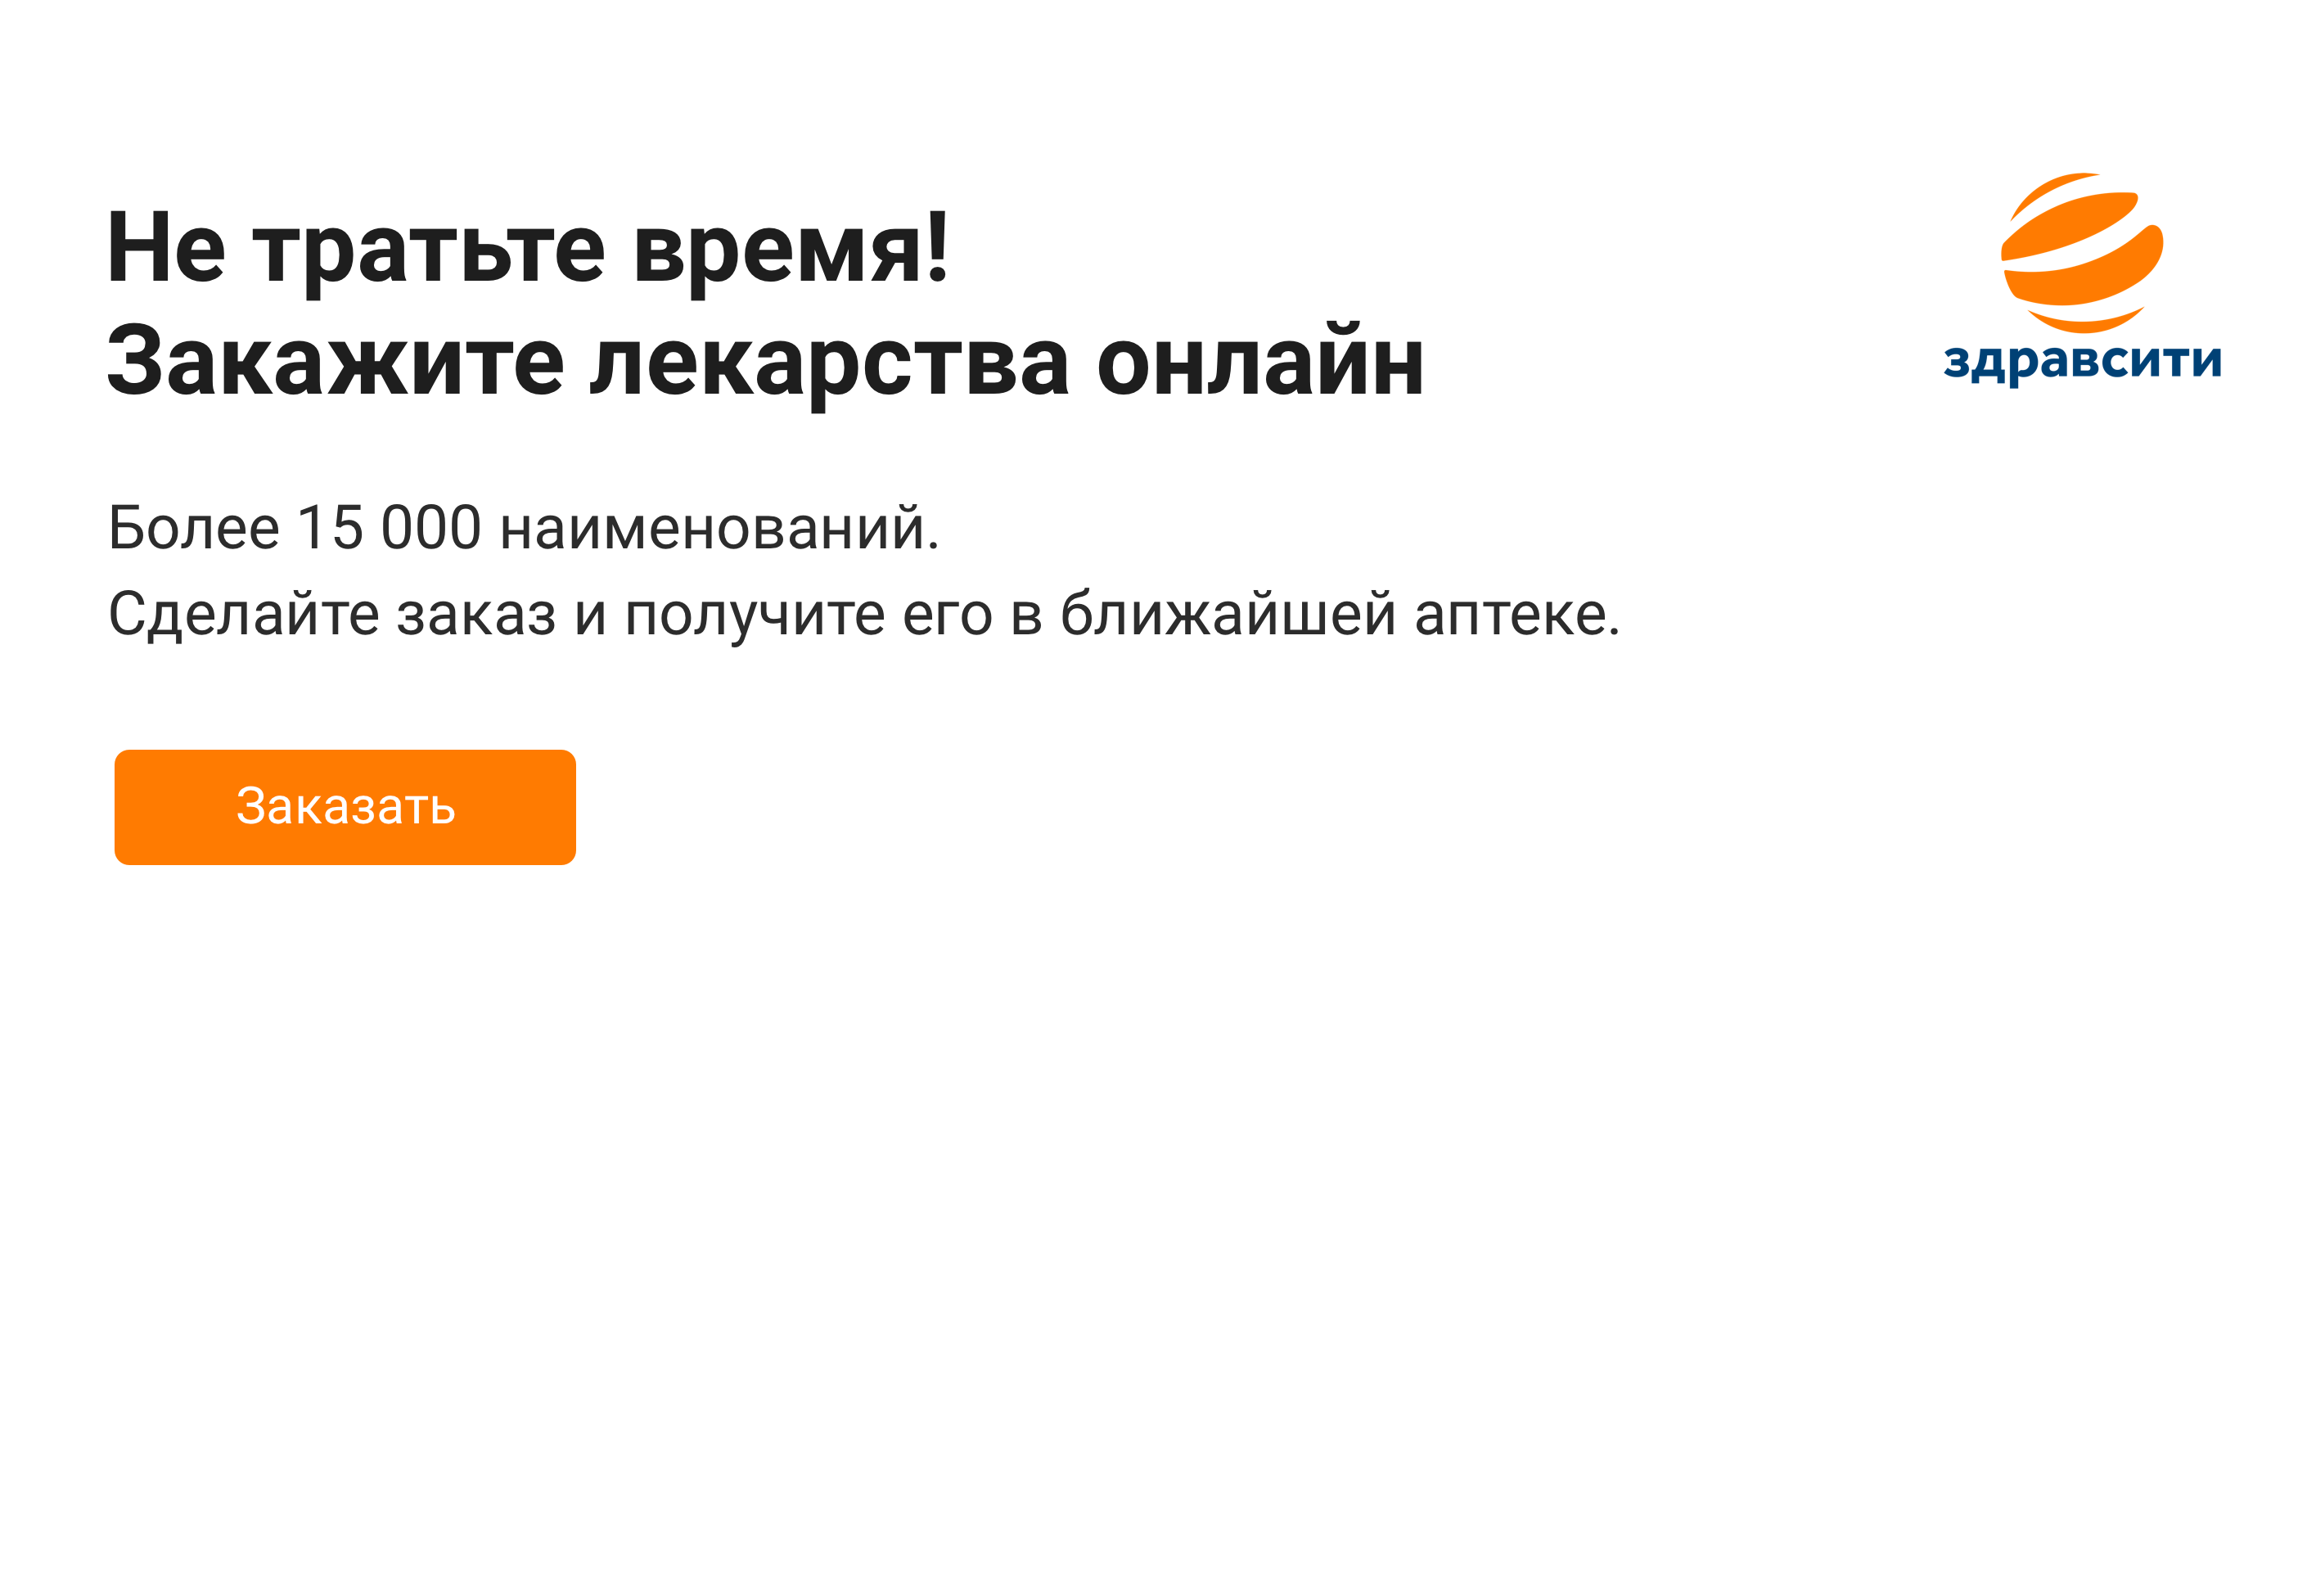 Не тратьте время!
Закажите лекарства онлайн
здравсити
Более 15 000 наименований.
Сделайте заказ и получите его в ближайшей аптеке.
Заказать